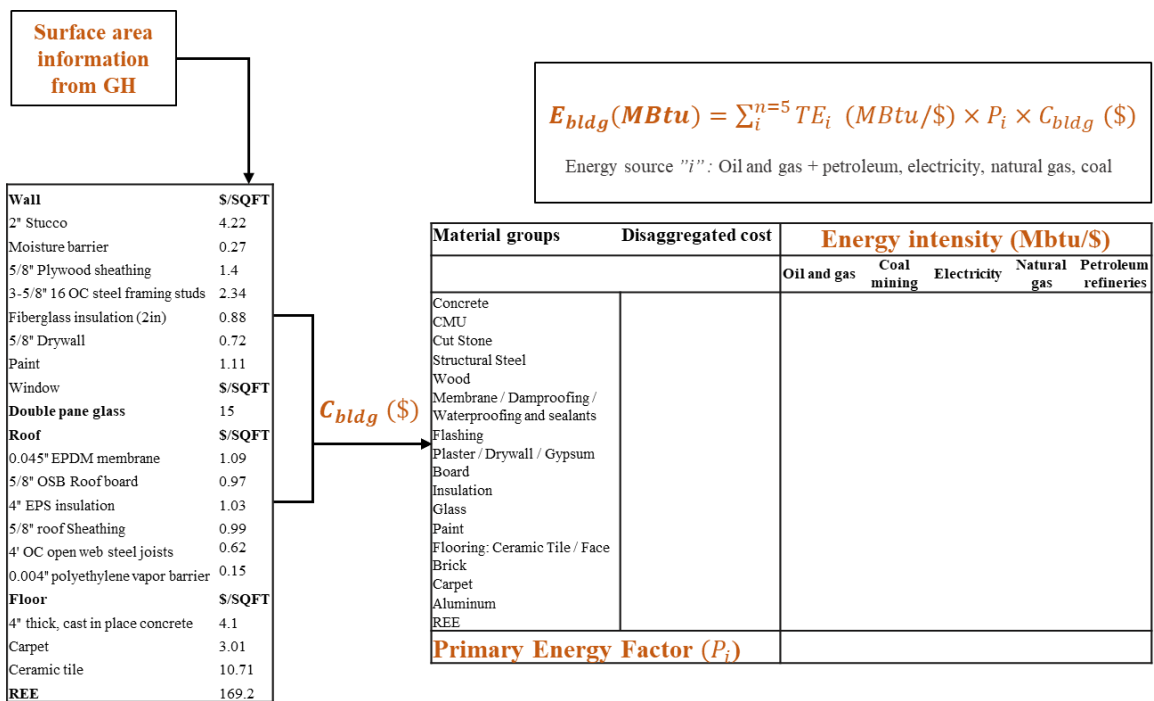 Surface area
information
from GH
E_bldg(MBtu) = ∑_i^{n=5} TE_i (MBtu/$) × P_i × C_bldg ($)
Energy source "i": Oil and gas + petroleum, electricity, natural gas, coal
Wall $/SQFT
2" Stucco 4.22
Moisture barrier 0.27
5/8" Plywood sheathing 1.4
3-5/8" 16 OC steel framing studs 2.34
Fiberglass insulation (2in) 0.88
5/8" Drywall 0.72
Paint 1.11
Window $/SQFT
Double pane glass 15
Roof $/SQFT
0.045" EPDM membrane 1.09
5/8" OSB Roof board 0.97
4" EPS insulation 1.03
5/8" roof Sheathing 0.99
4' OC open web steel joists 0.62
0.004" polyethylene vapor barrier 0.15
Floor $/SQFT
4" thick, cast in place concrete 4.1
Carpet 3.01
Ceramic tile 10.71
REE 169.2
C_bldg ($)
Material groups Disaggregated cost Energy intensity (Mbtu/$)
Oil and gas Coal mining Electricity Natural gas Petroleum refineries
Concrete
CMU
Cut Stone
Structural Steel
Wood
Membrane / Damproofing /
Waterproofing and sealants
Flashing
Plaster / Drywall / Gypsum
Board
Insulation
Glass
Paint
Flooring: Ceramic Tile / Face
Brick
Carpet
Aluminum
REE
Primary Energy Factor (P_i)